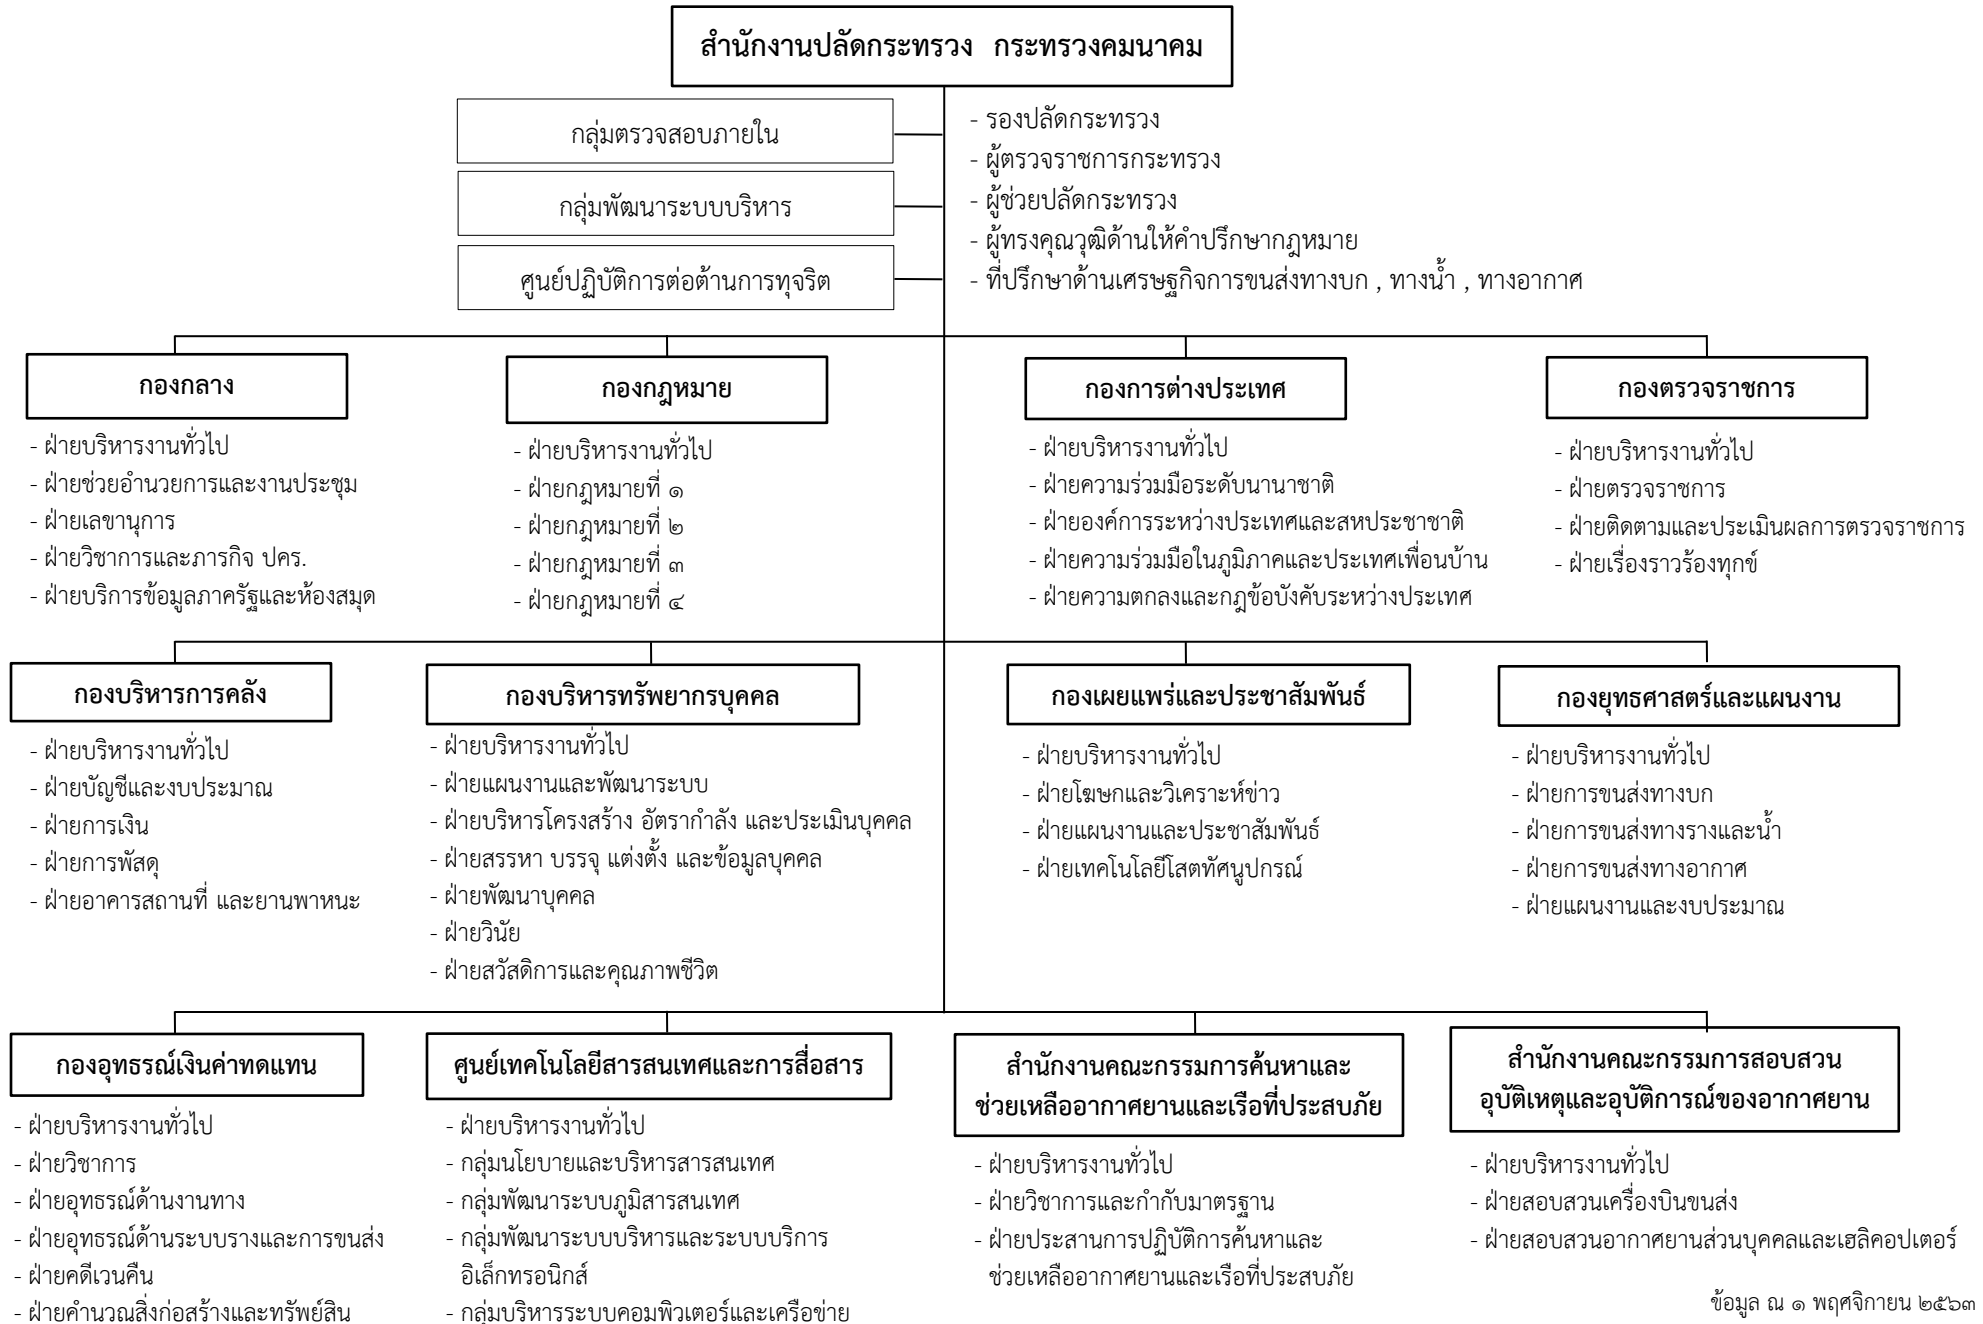 สำนักงานปลัดกระทรวง กระทรวงคมนาคม
กลุ่มตรวจสอบภายใน
กลุ่มพัฒนาระบบบริหาร
ศูนย์ปฏิบัติการต่อต้านการทุจริต
- รองปลัดกระทรวง
- ผู้ตรวจราชการกระทรวง
- ผู้ช่วยปลัดกระทรวง
- ผู้ทรงคุณวุฒิด้านให้คำปรึกษากฎหมาย
- ที่ปรึกษาด้านเศรษฐกิจการขนส่งทางบก , ทางน้ำ , ทางอากาศ
กองกลาง
- ฝ่ายบริหารงานทั่วไป
- ฝ่ายช่วยอำนวยการและงานประชุม
- ฝ่ายเลขานุการ
- ฝ่ายวิชาการและภารกิจ ปคร.
- ฝ่ายบริการข้อมูลภาครัฐและห้องสมุด
กองกฎหมาย
- ฝ่ายบริหารงานทั่วไป
- ฝ่ายกฎหมายที่ ๑
- ฝ่ายกฎหมายที่ ๒
- ฝ่ายกฎหมายที่ ๓
- ฝ่ายกฎหมายที่ ๔
กองการต่างประเทศ
- ฝ่ายบริหารงานทั่วไป
- ฝ่ายความร่วมมือระดับนานาชาติ
- ฝ่ายองค์การระหว่างประเทศและสหประชาชาติ
- ฝ่ายความร่วมมือในภูมิภาคและประเทศเพื่อนบ้าน
- ฝ่ายความตกลงและกฎข้อบังคับระหว่างประเทศ
กองตรวจราชการ
- ฝ่ายบริหารงานทั่วไป
- ฝ่ายตรวจราชการ
- ฝ่ายติดตามและประเมินผลการตรวจราชการ
- ฝ่ายเรื่องราวร้องทุกข์
กองบริหารการคลัง
- ฝ่ายบริหารงานทั่วไป
- ฝ่ายบัญชีและงบประมาณ
- ฝ่ายการเงิน
- ฝ่ายการพัสดุ
- ฝ่ายอาคารสถานที่ และยานพาหนะ
กองบริหารทรัพยากรบุคคล
- ฝ่ายบริหารงานทั่วไป
- ฝ่ายแผนงานและพัฒนาระบบ
- ฝ่ายบริหารโครงสร้าง อัตรากำลัง และประเมินบุคคล
- ฝ่ายสรรหา บรรจุ แต่งตั้ง และข้อมูลบุคคล
- ฝ่ายพัฒนาบุคคล
- ฝ่ายวินัย
- ฝ่ายสวัสดิการและคุณภาพชีวิต
กองเผยแพร่และประชาสัมพันธ์
- ฝ่ายบริหารงานทั่วไป
- ฝ่ายโฆษกและวิเคราะห์ข่าว
- ฝ่ายแผนงานและประชาสัมพันธ์
- ฝ่ายเทคโนโลยีโสตทัศนูปกรณ์
กองยุทธศาสตร์และแผนงาน
- ฝ่ายบริหารงานทั่วไป
- ฝ่ายการขนส่งทางบก
- ฝ่ายการขนส่งทางรางและน้ำ
- ฝ่ายการขนส่งทางอากาศ
- ฝ่ายแผนงานและงบประมาณ
กองอุทธรณ์เงินค่าทดแทน
- ฝ่ายบริหารงานทั่วไป
- ฝ่ายวิชาการ
- ฝ่ายอุทธรณ์ด้านงานทาง
- ฝ่ายอุทธรณ์ด้านระบบรางและการขนส่ง
- ฝ่ายคดีเวนคืน
- ฝ่ายคำนวณสิ่งก่อสร้างและทรัพย์สิน
ศูนย์เทคโนโลยีสารสนเทศและการสื่อสาร
- ฝ่ายบริหารงานทั่วไป
- กลุ่มนโยบายและบริหารสารสนเทศ
- กลุ่มพัฒนาระบบภูมิสารสนเทศ
- กลุ่มพัฒนาระบบบริหารและระบบบริการ
อิเล็กทรอนิกส์
- กลุ่มบริหารระบบคอมพิวเตอร์และเครือข่าย
สำนักงานคณะกรรมการค้นหาและ
ช่วยเหลืออากาศยานและเรือที่ประสบภัย
- ฝ่ายบริหารงานทั่วไป
- ฝ่ายวิชาการและกำกับมาตรฐาน
- ฝ่ายประสานการปฏิบัติการค้นหาและ
ช่วยเหลืออากาศยานและเรือที่ประสบภัย
สำนักงานคณะกรรมการสอบสวน
อุบัติเหตุและอุบัติการณ์ของอากาศยาน
- ฝ่ายบริหารงานทั่วไป
- ฝ่ายสอบสวนเครื่องบินขนส่ง
- ฝ่ายสอบสวนอากาศยานส่วนบุคคลและเฮลิคอปเตอร์
ข้อมูล ณ ๑ พฤศจิกายน ๒๕๖๓